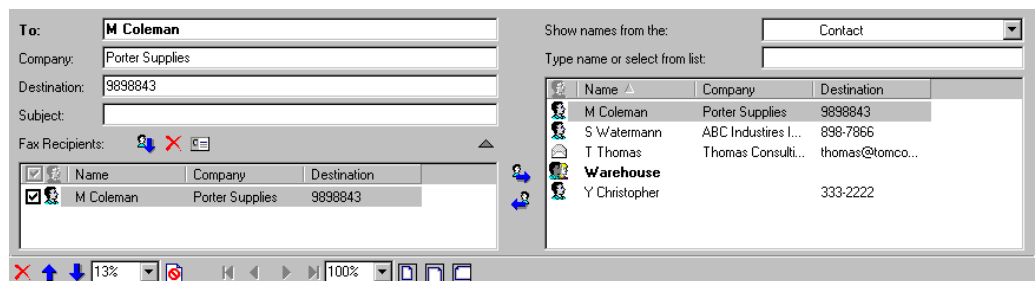 To: M Coleman
Company: Porter Supplies
Destination: 9898843
Subject:
Fax Recipients:
Name Company Destination
M Coleman Porter Supplies 9898843
Show names from the: Contact
Type name or select from list:
Name Company Destination
M Coleman Porter Supplies 9898843
S Watermann ABC Industires I... 898-7866
T Thomas Thomas Consulti... thomas@tomco...
Warehouse
Y Christopher 333-2222
13% 100%